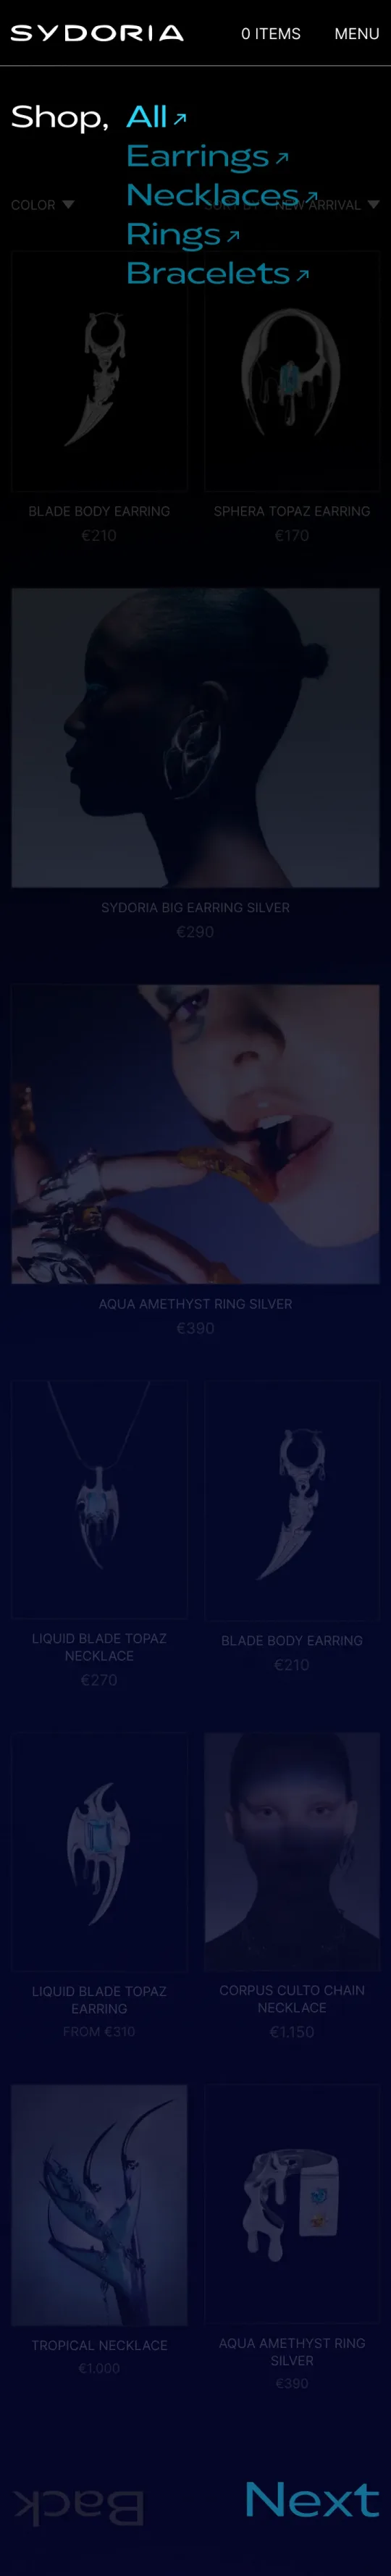 SYDORIA
0 ITEMS
MENU
Shop, All ↗
Earrings ↗
Necklaces ↗
COLOR ▼
SORT BY NEW ARRIVAL ▼
Rings ↗
Bracelets ↗
BLADE BODY EARRING
€210
SPHERA TOPAZ EARRING
€170
SYDORIA BIG EARRING SILVER
€290
AQUA AMETHYST RING SILVER
€390
LIQUID BLADE TOPAZ
NECKLACE
€270
BLADE BODY EARRING
€210
LIQUID BLADE TOPAZ
EARRING
FROM €310
CORPUS CULTO CHAIN
NECKLACE
€1.150
TROPICAL NECKLACE
€1.000
AQUA AMETHYST RING
SILVER
€390
Back
Next